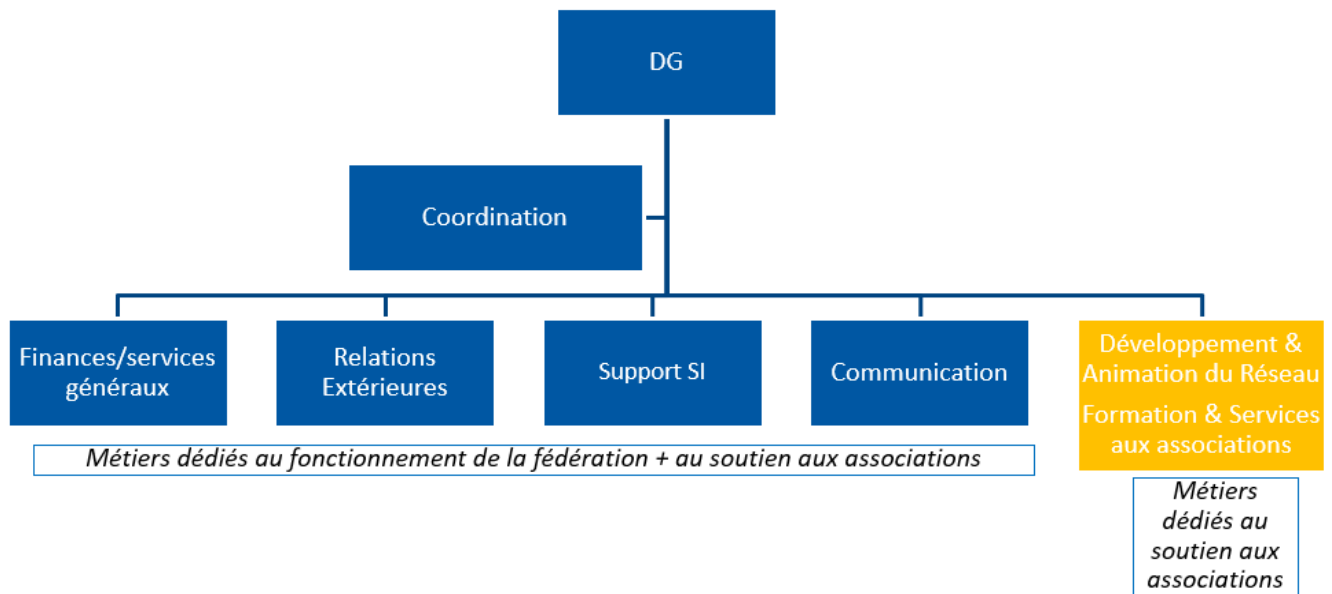 DG
Coordination
Finances/services
généraux
Relations
Extérieures
Support SI
Communication
Développement &
Animation du Réseau
Formation & Services
aux associations
Métiers dédiés au fonctionnement de la fédération + au soutien aux associations
Métiers
dédiés au
soutien aux
associations